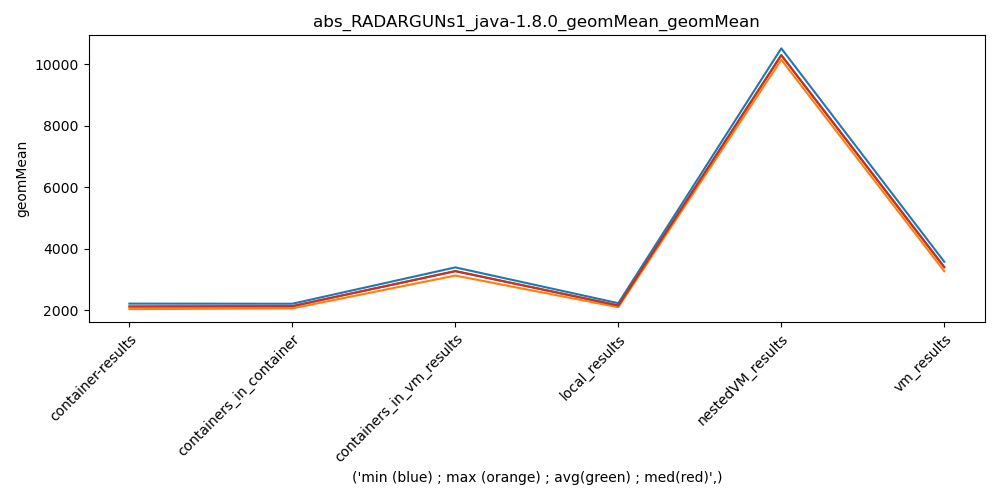 abs_RADARGUNs1_java-1.8.0_geomMean_geomMean
geomMean
10000
8000
6000
4000
2000
container-results
containers_in_container
containers_in_vm_results
local_results
nestedVM_results
vm_results
('min (blue) ; max (orange) ; avg(green) ; med(red)',)